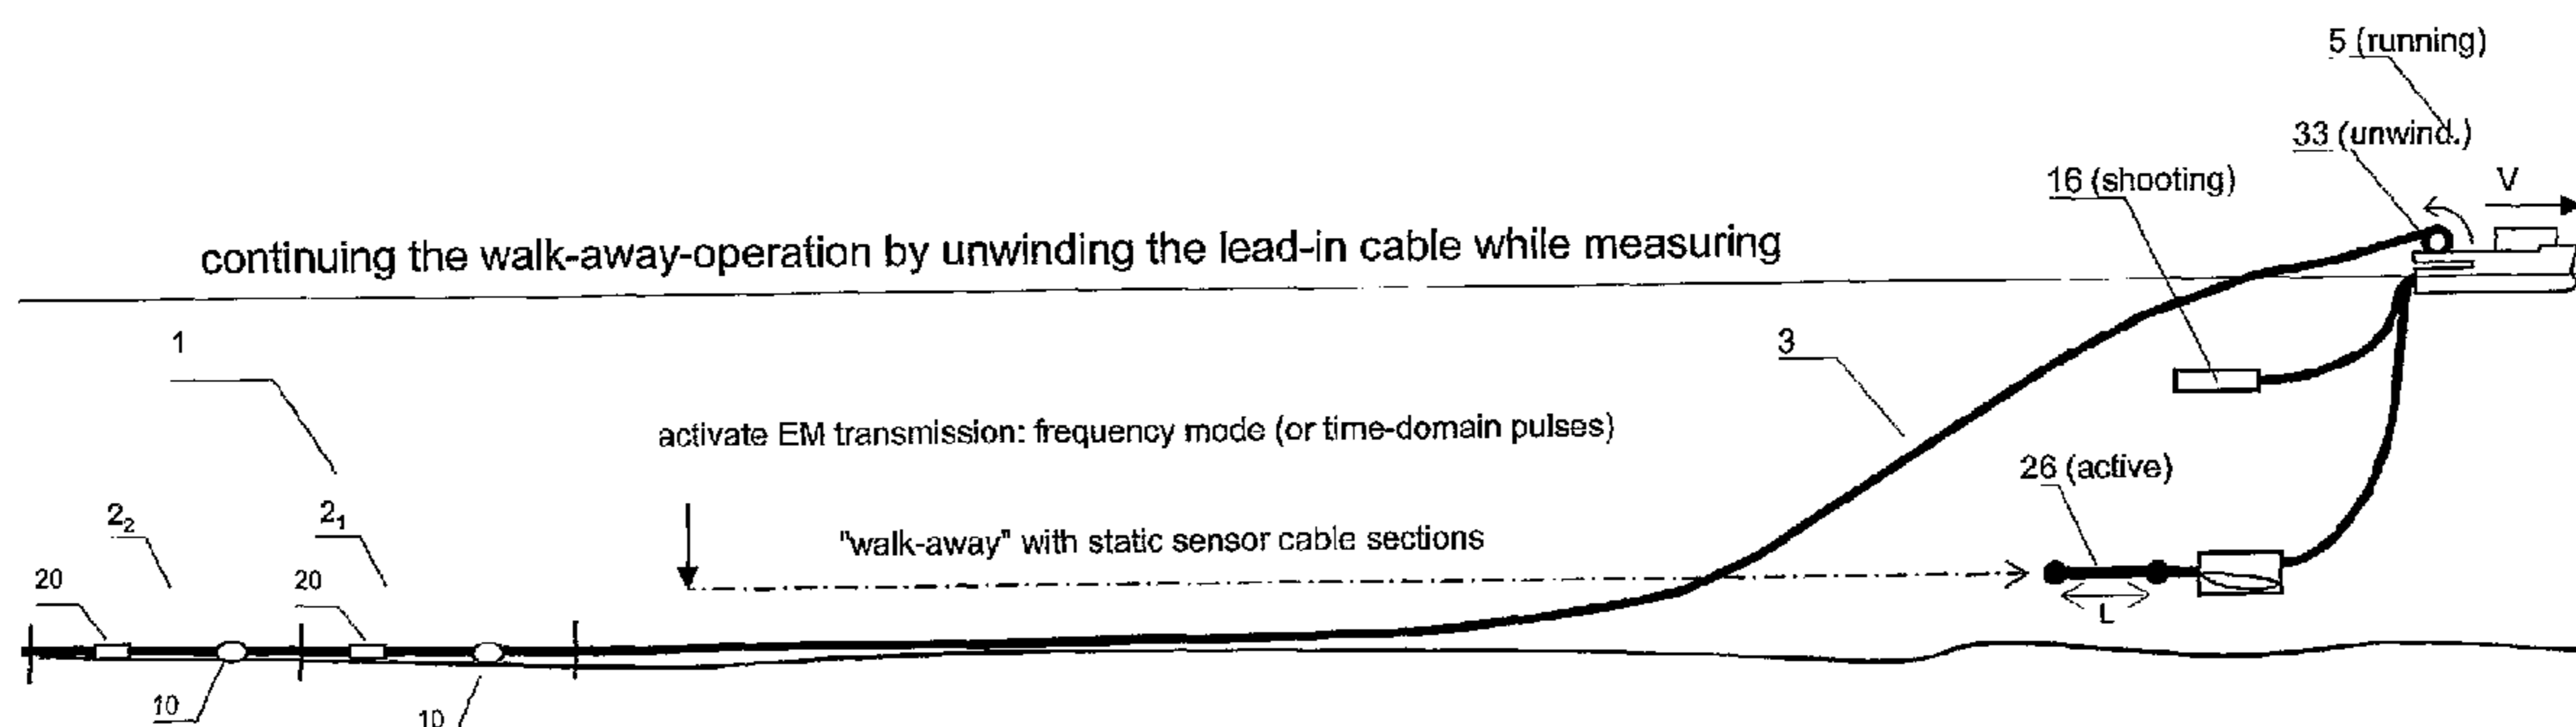 5 (running)
33 (unwind.)
16 (shooting)
V
continuing the walk-away-operation by unwinding the lead-in cable while measuring
1
3
activate EM transmission: frequency mode (or time-domain pulses)
26 (active)
2₂
2₁
"walk-away" with static sensor cable sections
20
20
L
10
10